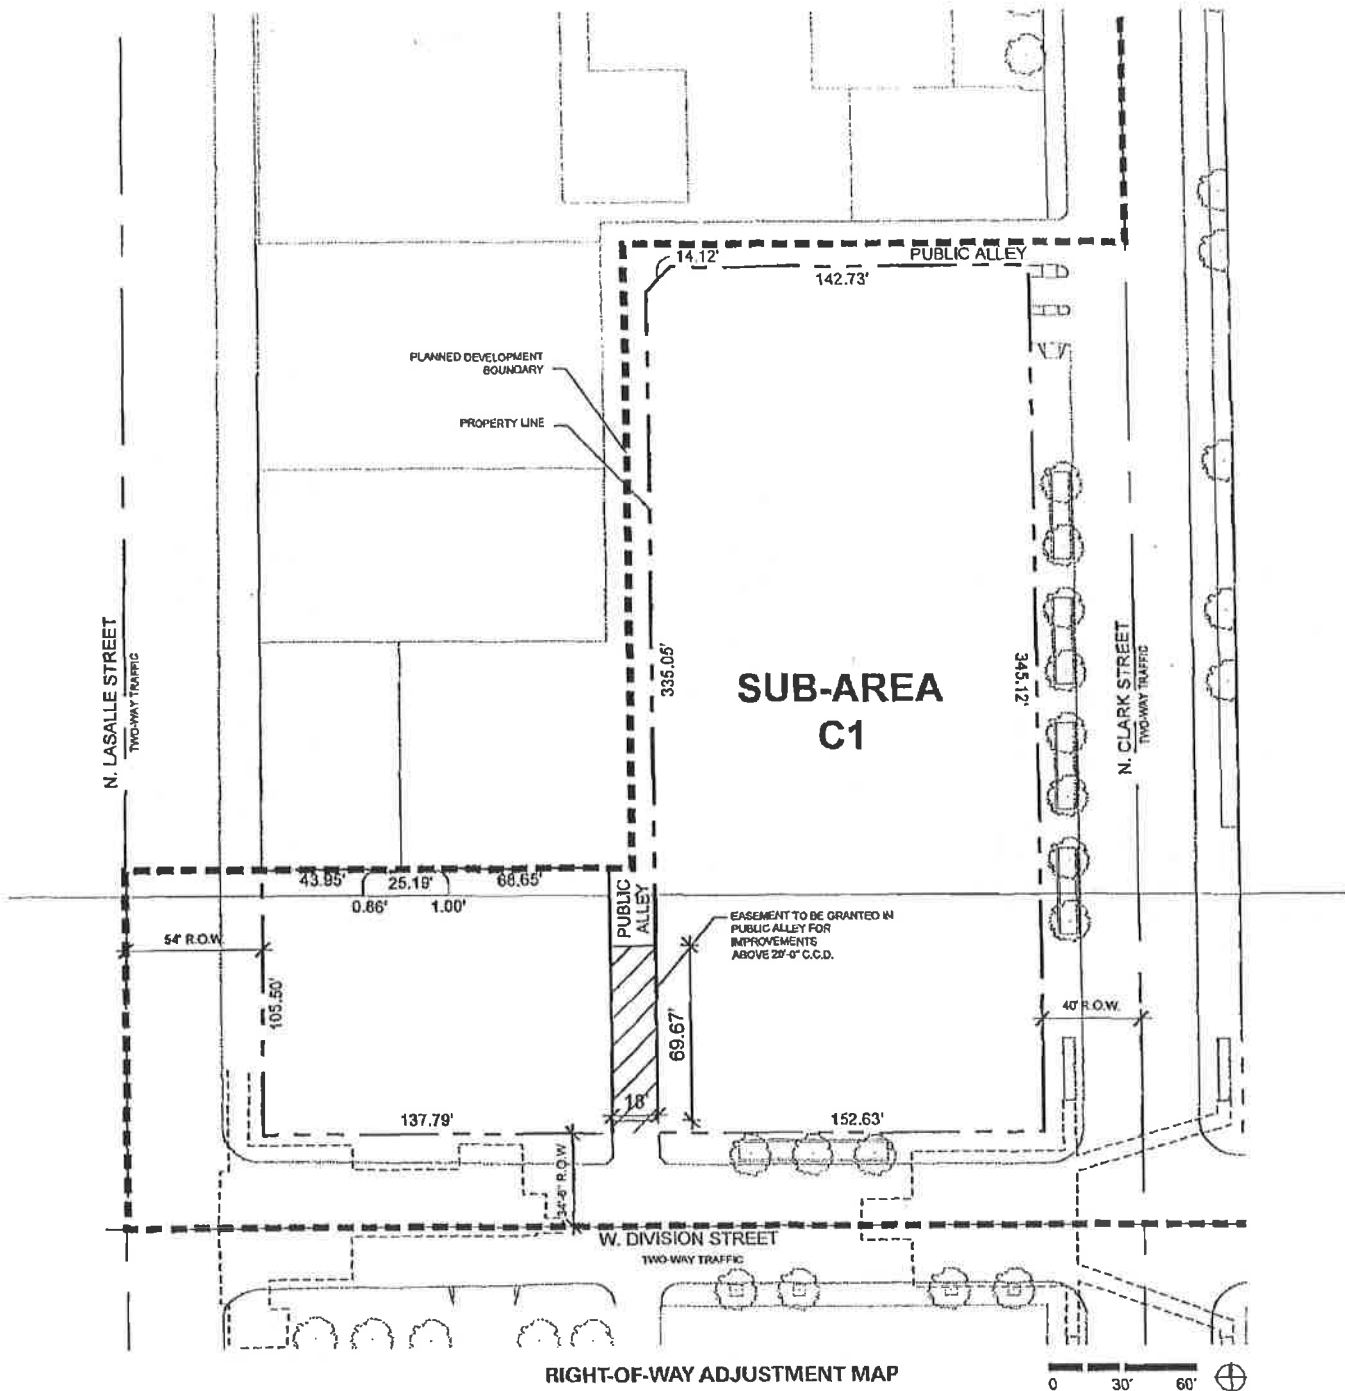 PUBLIC ALLEY
14.12'
142.73'
PLANNED DEVELOPMENT
BOUNDARY
PROPERTY LINE
N. LASALLE STREET
TWO-WAY TRAFFIC
335.05'
SUB-AREA
C1
345.12'
N. CLARK STREET
TWO-WAY TRAFFIC
43.95'
25.19'
68.65'
0.86'
1.00'
PUBLIC
ALLEY
EASEMENT TO BE GRANTED IN
PUBLIC ALLEY FOR
IMPROVEMENTS
ABOVE 20'-0" C.C.D.
54' R.O.W.
105.50'
69.67'
40' R.O.W.
18'
137.79'
152.63'
34'-6" R.O.W
W. DIVISION STREET
TWO-WAY TRAFFIC
RIGHT-OF-WAY ADJUSTMENT MAP
0 30' 60'